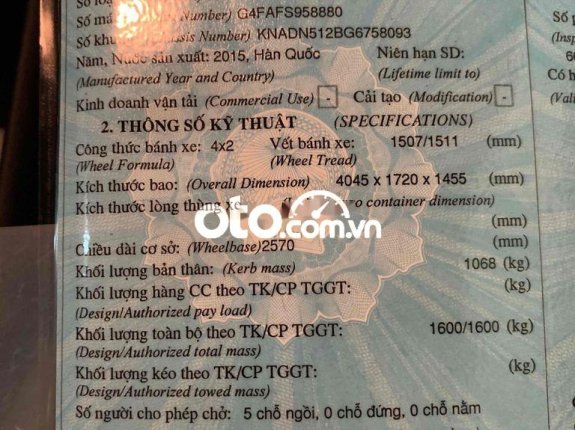 Số máy (Number) G4FAFS958880
Số khung (Chassis Number) KNADN512BG6758093
Năm, Nước sản xuất: 2015, Hàn Quốc Niên hạn SD:
(Manufactured Year and Country) (Lifetime limit to)
Kinh doanh vận tải (Commercial Use) - Cải tạo (Modification) -
2. THÔNG SỐ KỸ THUẬT (SPECIFICATIONS)
Công thức bánh xe: 4x2 Vết bánh xe: 1507/1511 (mm)
(Wheel Formula) (Wheel Tread)
Kích thước bao: (Overall Dimension) 4045 x 1720 x 1455 (mm)
Kích thước lòng thùng xe container dimension)
(mm)
oto.com.vn
Chiều dài cơ sở: (Wheelbase)2570 (mm)
Khối lượng bản thân: (Kerb mass) 1068 (kg)
Khối lượng hàng CC theo TK/CP TGGT: (kg)
(Design/Authorized pay load)
Khối lượng toàn bộ theo TK/CP TGGT: 1600/1600 (kg)
(Design/Authorized total mass)
Khối lượng kéo theo TK/CP TGGT: (kg)
(Design/Authorized towed mass)
Số người cho phép chở: 5 chỗ ngồi, 0 chỗ đứng, 0 chỗ nằm